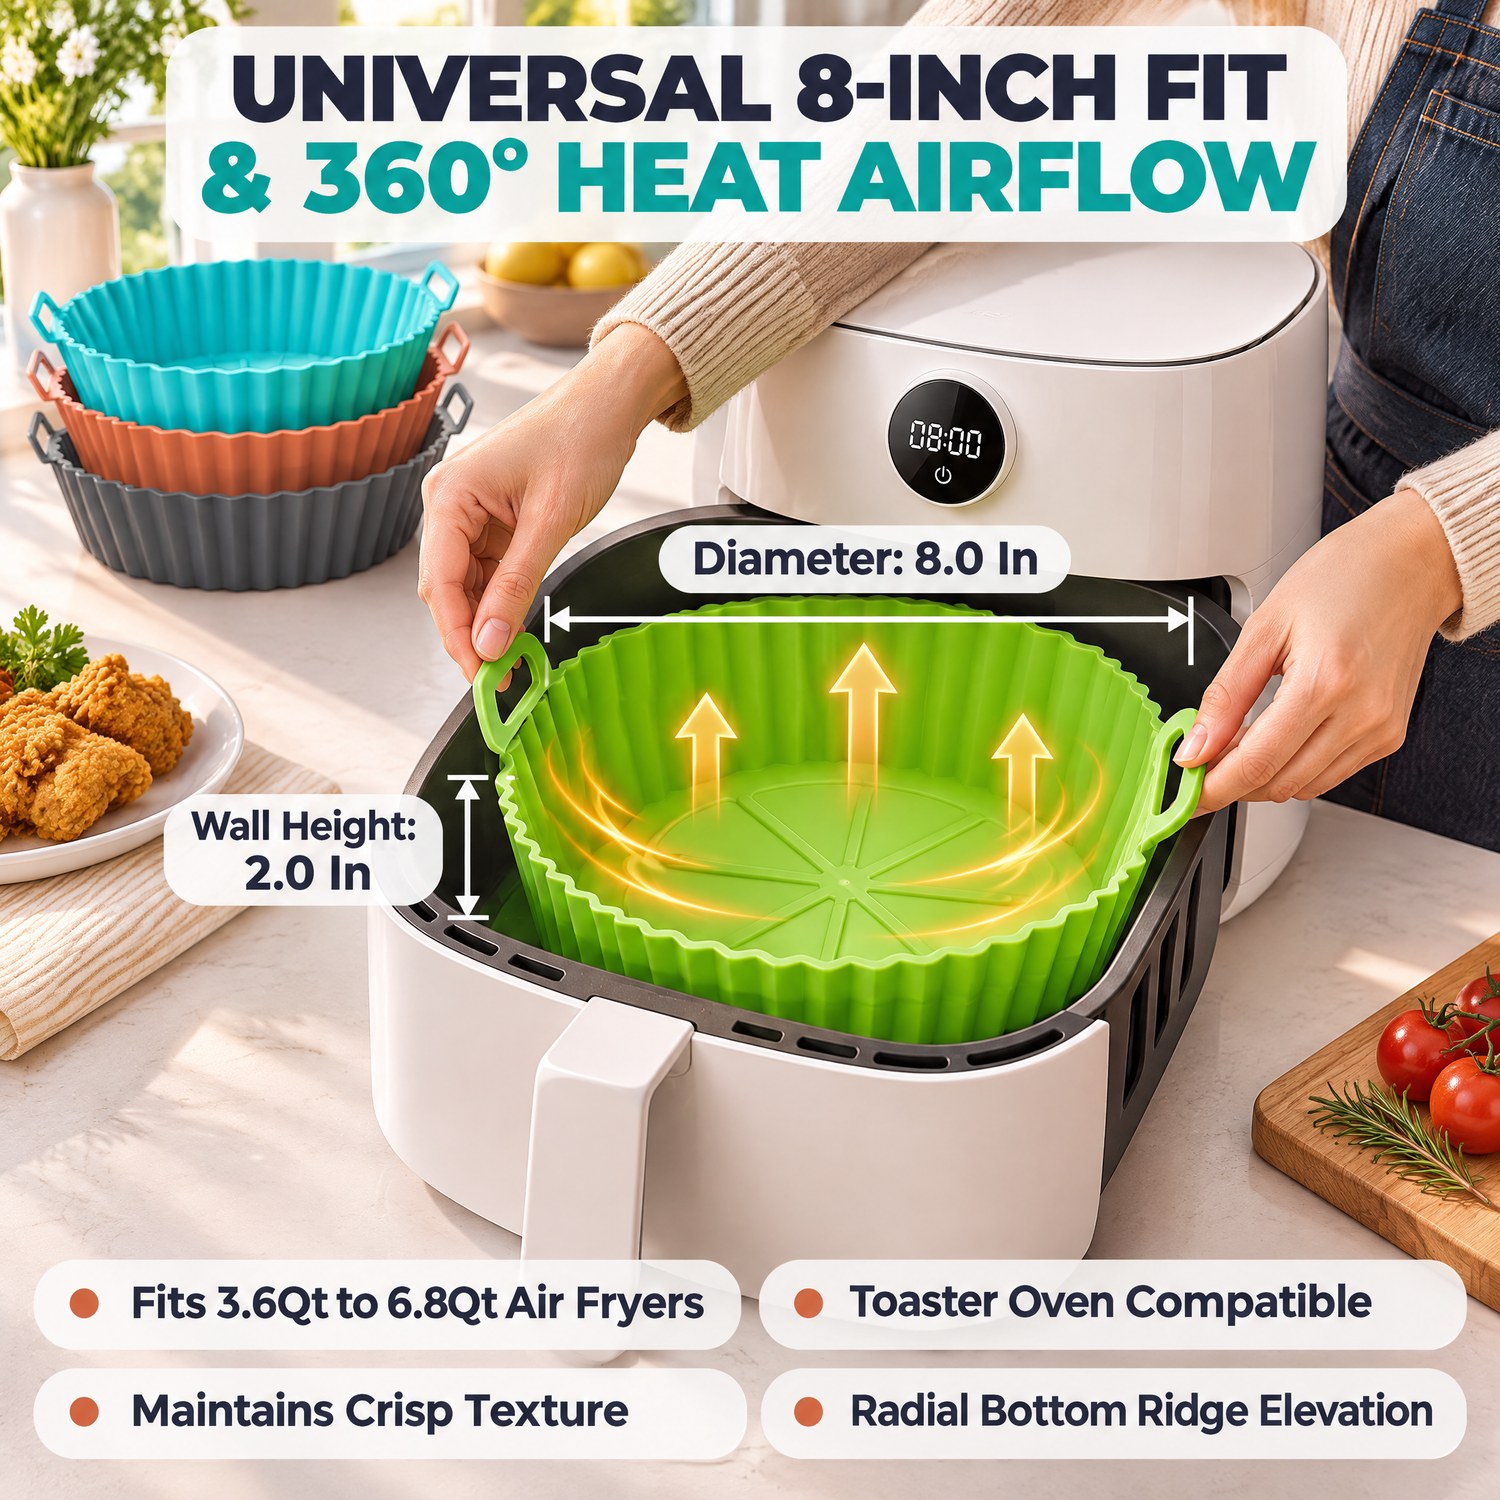 UNIVERSAL 8-INCH FIT
& 360° HEAT AIRFLOW
08:00
Diameter: 8.0 In
Wall Height:
2.0 In
Fits 3.6Qt to 6.8Qt Air Fryers
Toaster Oven Compatible
Maintains Crisp Texture
Radial Bottom Ridge Elevation